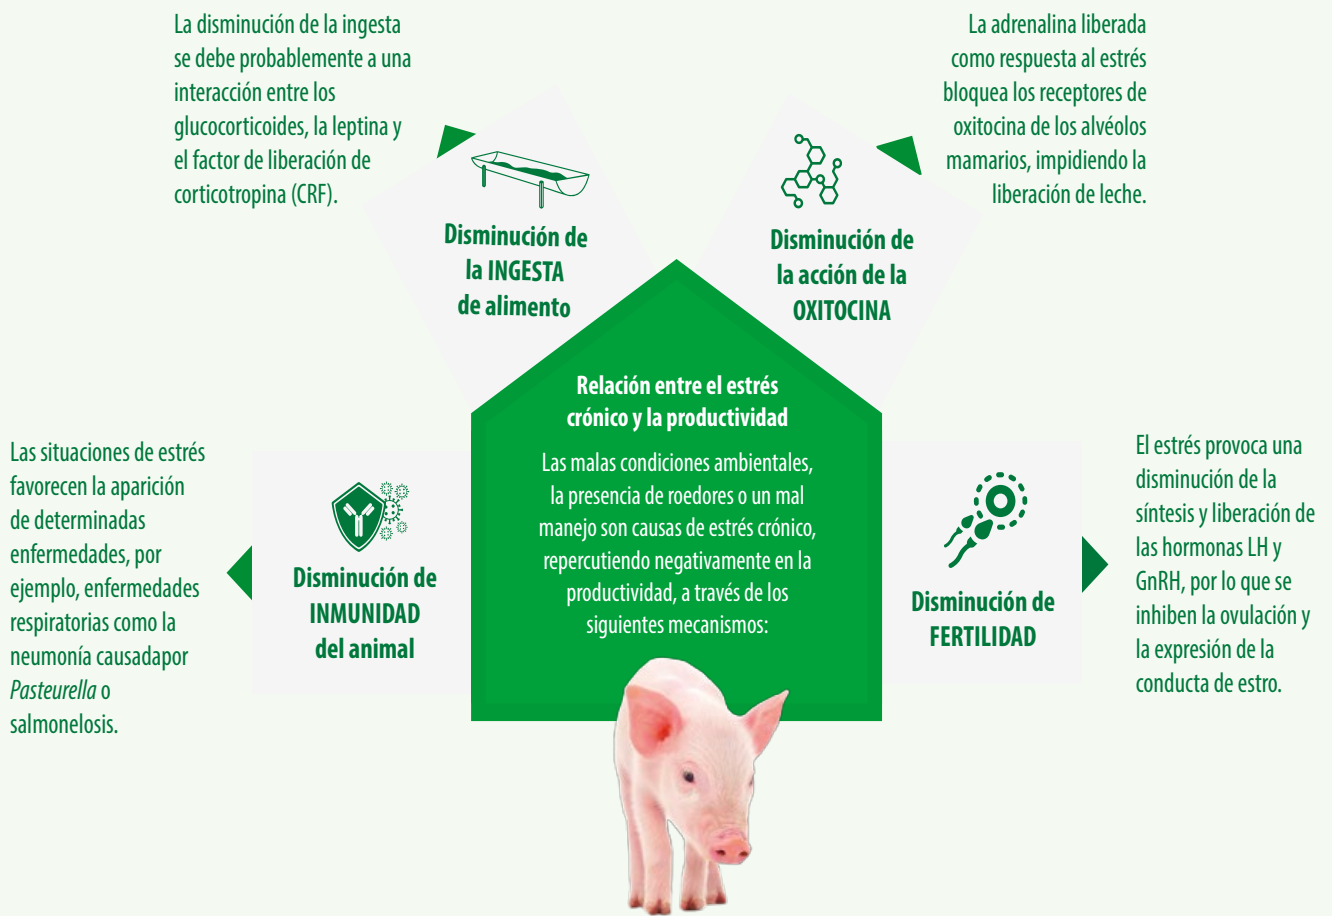 La disminución de la ingesta
se debe probablemente a una
interacción entre los
glucocorticoides, la leptina y
el factor de liberación de
corticotropina (CRF).
Disminución de
la INGESTA
de alimento
La adrenalina liberada
como respuesta al estrés
bloquea los receptores de
oxitocina de los alvéolos
mamarios, impidiendo la
liberación de leche.
Disminución de
la acción de la
OXITOCINA
Relación entre el estrés
crónico y la productividad
Las malas condiciones ambientales,
la presencia de roedores o un mal
manejo son causas de estrés crónico,
repercutiendo negativamente en la
productividad, a través de los
siguientes mecanismos:
Las situaciones de estrés
favorecen la aparición
de determinadas
enfermedades, por
ejemplo, enfermedades
respiratorias como la
neumonía causadapor
Pasteurella o
salmonelosis.
Disminución de
INMUNIDAD
del animal
Disminución de
FERTILIDAD
El estrés provoca una
disminución de la
síntesis y liberación de
las hormonas LH y
GnRH, por lo que se
inhiben la ovulación y
la expresión de la
conducta de estro.